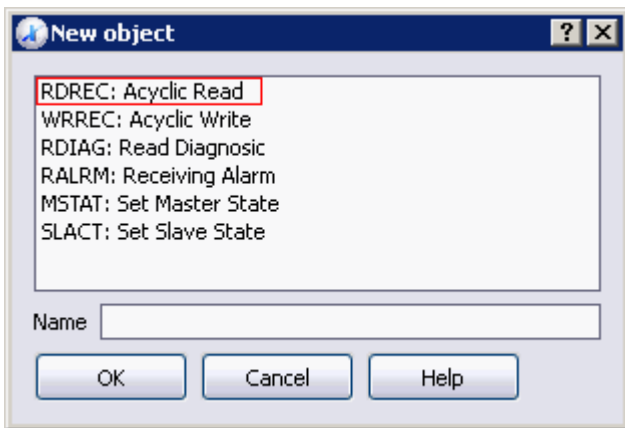 New object
RDREC: Acyclic Read
WRREC: Acyclic Write
RDIAG: Read Diagnosic
RALRM: Receiving Alarm
MSTAT: Set Master State
SLACT: Set Slave State
Name
OK Cancel Help